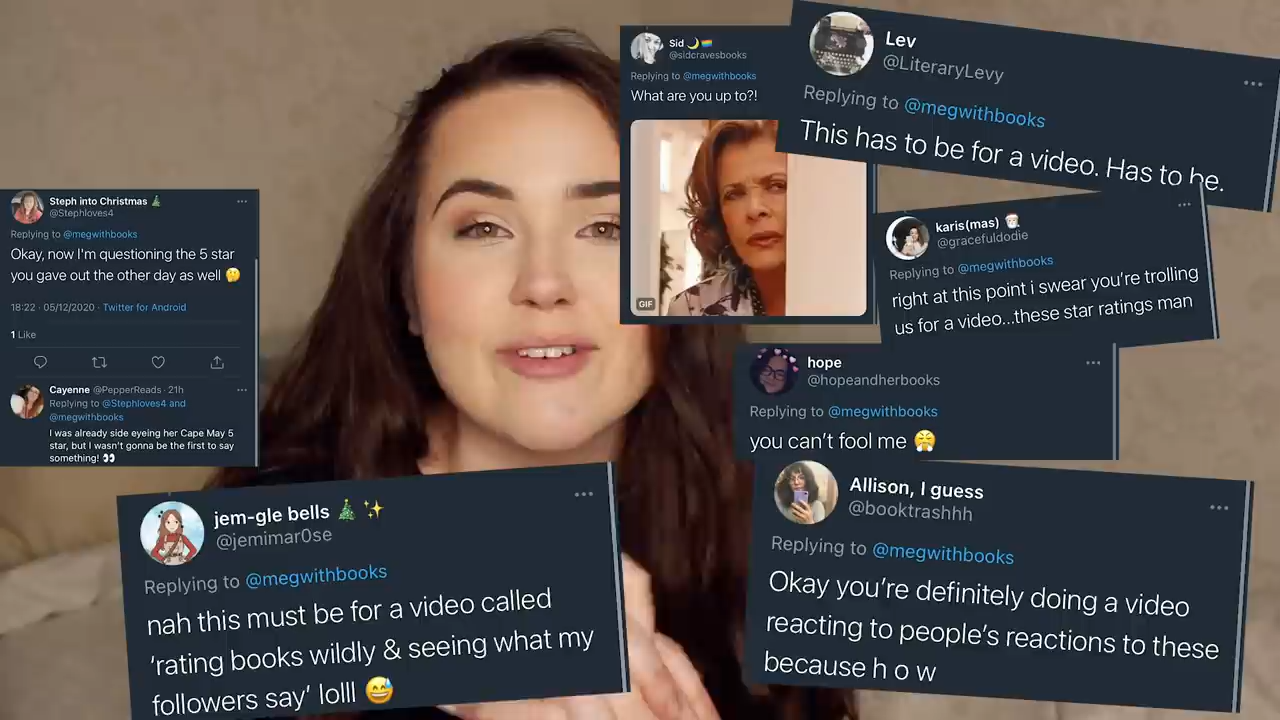 Steph into Christmas 🎄
@Stephloves4
Replying to @megwithbooks
Okay, now I'm questioning the 5 star
you gave out the other day as well 🤔
18:22 · 05/12/2020 · Twitter for Android
1 Like
Cayenne @PepperReads · 21h
Replying to @Stephloves4 and
@megwithbooks
I was already side eyeing her Cape May 5
star, but I wasn't gonna be the first to say
something! 👀
Sid 🌙🏳️‍🌈
@sidcravesbooks
Replying to @megwithbooks
What are you up to?!
GIF
Lev
@LiteraryLevy
Replying to @megwithbooks
This has to be for a video. Has to be.
karis(mas) 🎅
@gracefuldodie
Replying to @megwithbooks
right at this point i swear you're trolling
us for a video...these star ratings man
hope
@hopeandherbooks
Replying to @megwithbooks
you can't fool me 😤
jem-gle bells 🎄✨
@jemimar0se
Replying to @megwithbooks
nah this must be for a video called
'rating books wildly & seeing what my
followers say' lolll 😅
Allison, I guess
@booktrashhh
Replying to @megwithbooks
Okay you're definitely doing a video
reacting to people's reactions to these
because h o w